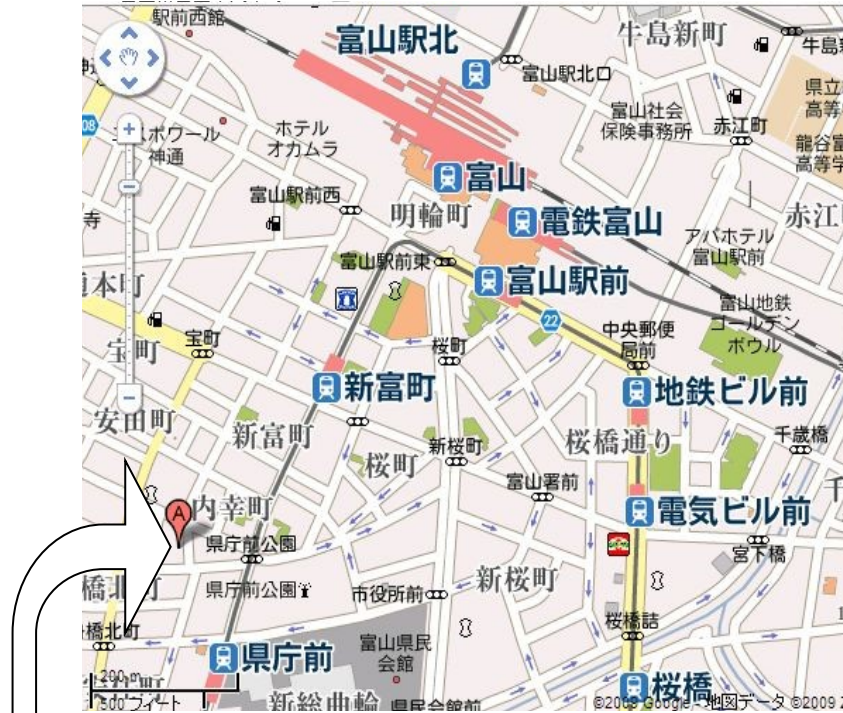 駅前西館
富山駅北
牛島新町
富山駅北口
富山社会
保険事務所
赤江町
県立
高等
龍谷富
高等学
08
ボウル
神通
ホテル
オカムラ
富山
富山駅前西
明輪町
電鉄富山
寺
赤江
アパホテル
富山駅前
富山駅前東
富山駅前
本町
富山地鉄
ゴールデン
ボウル
22
中央郵便
局前
宝町
宝町
桜町
新富町
地鉄ビル前
安田町
新富町
桜町
新桜町
桜橋通り
千歳橋
富山署前
A
内幸町
電気ビル前
県庁前公園
宮下橋
県庁前公園
市役所前
新桜町
桜橋詰
橋北町
県庁前
富山県民
会館
200 m
500 フィート
新総曲輪
県民会館前
桜橋
©2009 Google - 地図データ ©2009